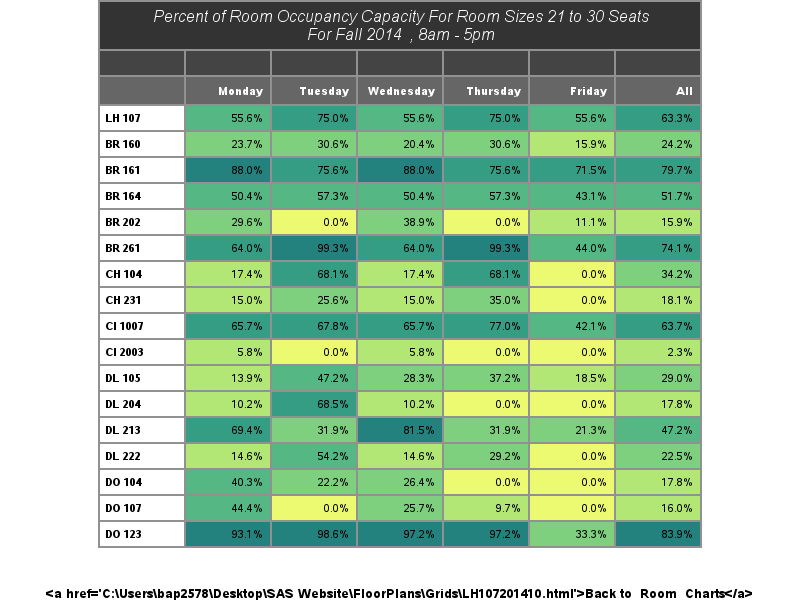 Percent of Room Occupancy Capacity For Room Sizes 21 to 30 Seats
For Fall 2014 , 8am - 5pm
Monday Tuesday Wednesday Thursday Friday All
LH 107 55.6% 75.0% 55.6% 75.0% 55.6% 63.3%
BR 160 23.7% 30.6% 20.4% 30.6% 15.9% 24.2%
BR 161 88.0% 75.6% 88.0% 75.6% 71.5% 79.7%
BR 164 50.4% 57.3% 50.4% 57.3% 43.1% 51.7%
BR 202 29.6% 0.0% 38.9% 0.0% 11.1% 15.9%
BR 261 64.0% 99.3% 64.0% 99.3% 44.0% 74.1%
CH 104 17.4% 68.1% 17.4% 68.1% 0.0% 34.2%
CH 231 15.0% 25.6% 15.0% 35.0% 0.0% 18.1%
CI 1007 65.7% 67.8% 65.7% 77.0% 42.1% 63.7%
CI 2003 5.8% 0.0% 5.8% 0.0% 0.0% 2.3%
DL 105 13.9% 47.2% 28.3% 37.2% 18.5% 29.0%
DL 204 10.2% 68.5% 10.2% 0.0% 0.0% 17.8%
DL 213 69.4% 31.9% 81.5% 31.9% 21.3% 47.2%
DL 222 14.6% 54.2% 14.6% 29.2% 0.0% 22.5%
DO 104 40.3% 22.2% 26.4% 0.0% 0.0% 17.8%
DO 107 44.4% 0.0% 25.7% 9.7% 0.0% 16.0%
DO 123 93.1% 98.6% 97.2% 97.2% 33.3% 83.9%
<a href='C:\Users\bap2578\Desktop\SAS Website\FloorPlans\Grids\LH107201410.html'>Back to Room Charts</a>